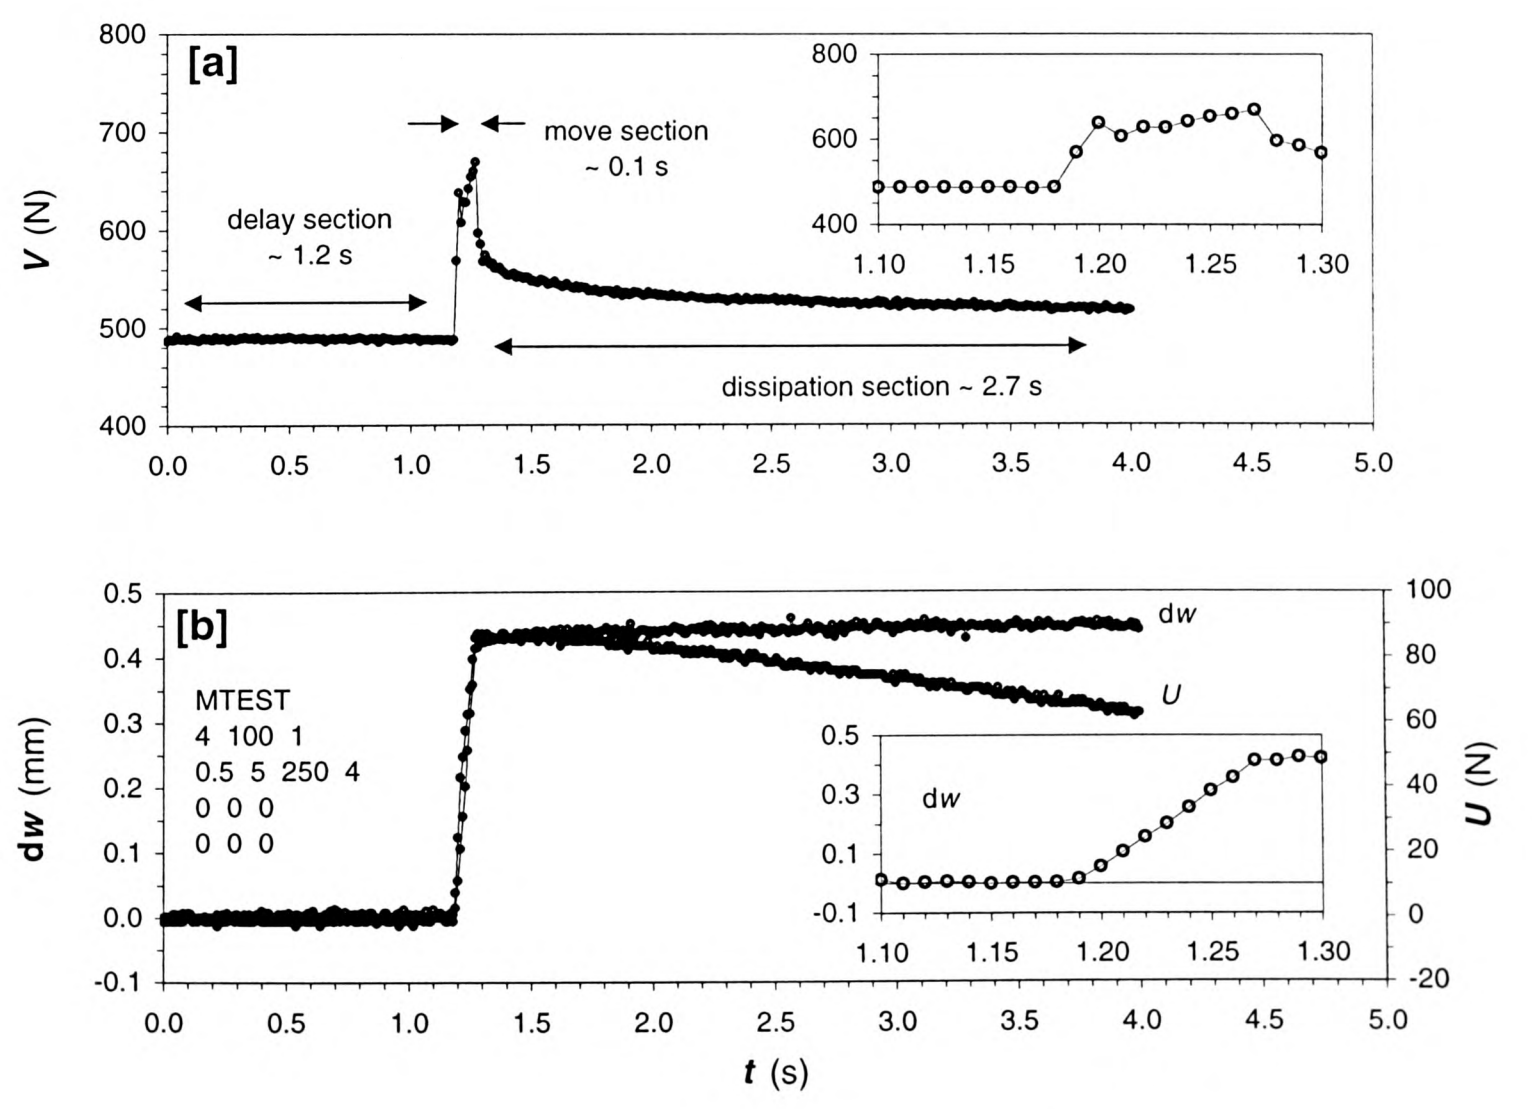 800
[a]
700
600
500
400
V (N)
move section
~ 0.1 s
delay section
~ 1.2 s
dissipation section ~ 2.7 s
0.0 0.5 1.0 1.5 2.0 2.5 3.0 3.5 4.0 4.5 5.0
800
600
400
1.10 1.15 1.20 1.25 1.30
0.5
[b]
0.4
0.3
0.2
0.1
0.0
-0.1
dw (mm)
MTEST
4 100 1
0.5 5 250 4
0 0 0
0 0 0
dw
U
0.5
0.3
0.1
-0.1
dw
1.10 1.15 1.20 1.25 1.30
100
80
60
40
20
0
-20
U (N)
0.0 0.5 1.0 1.5 2.0 2.5 3.0 3.5 4.0 4.5 5.0
t (s)